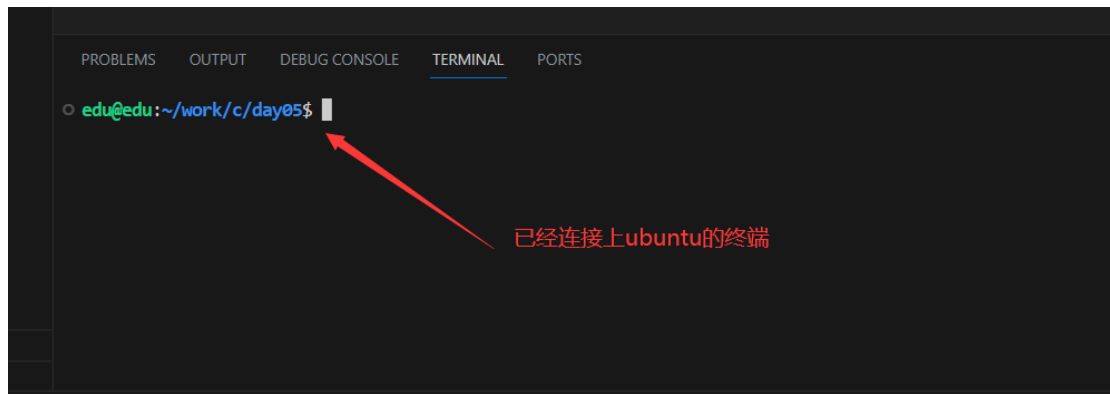 PROBLEMS OUTPUT DEBUG CONSOLE TERMINAL PORTS
edu@edu:~/work/c/day05$
已经连接上ubuntu的终端